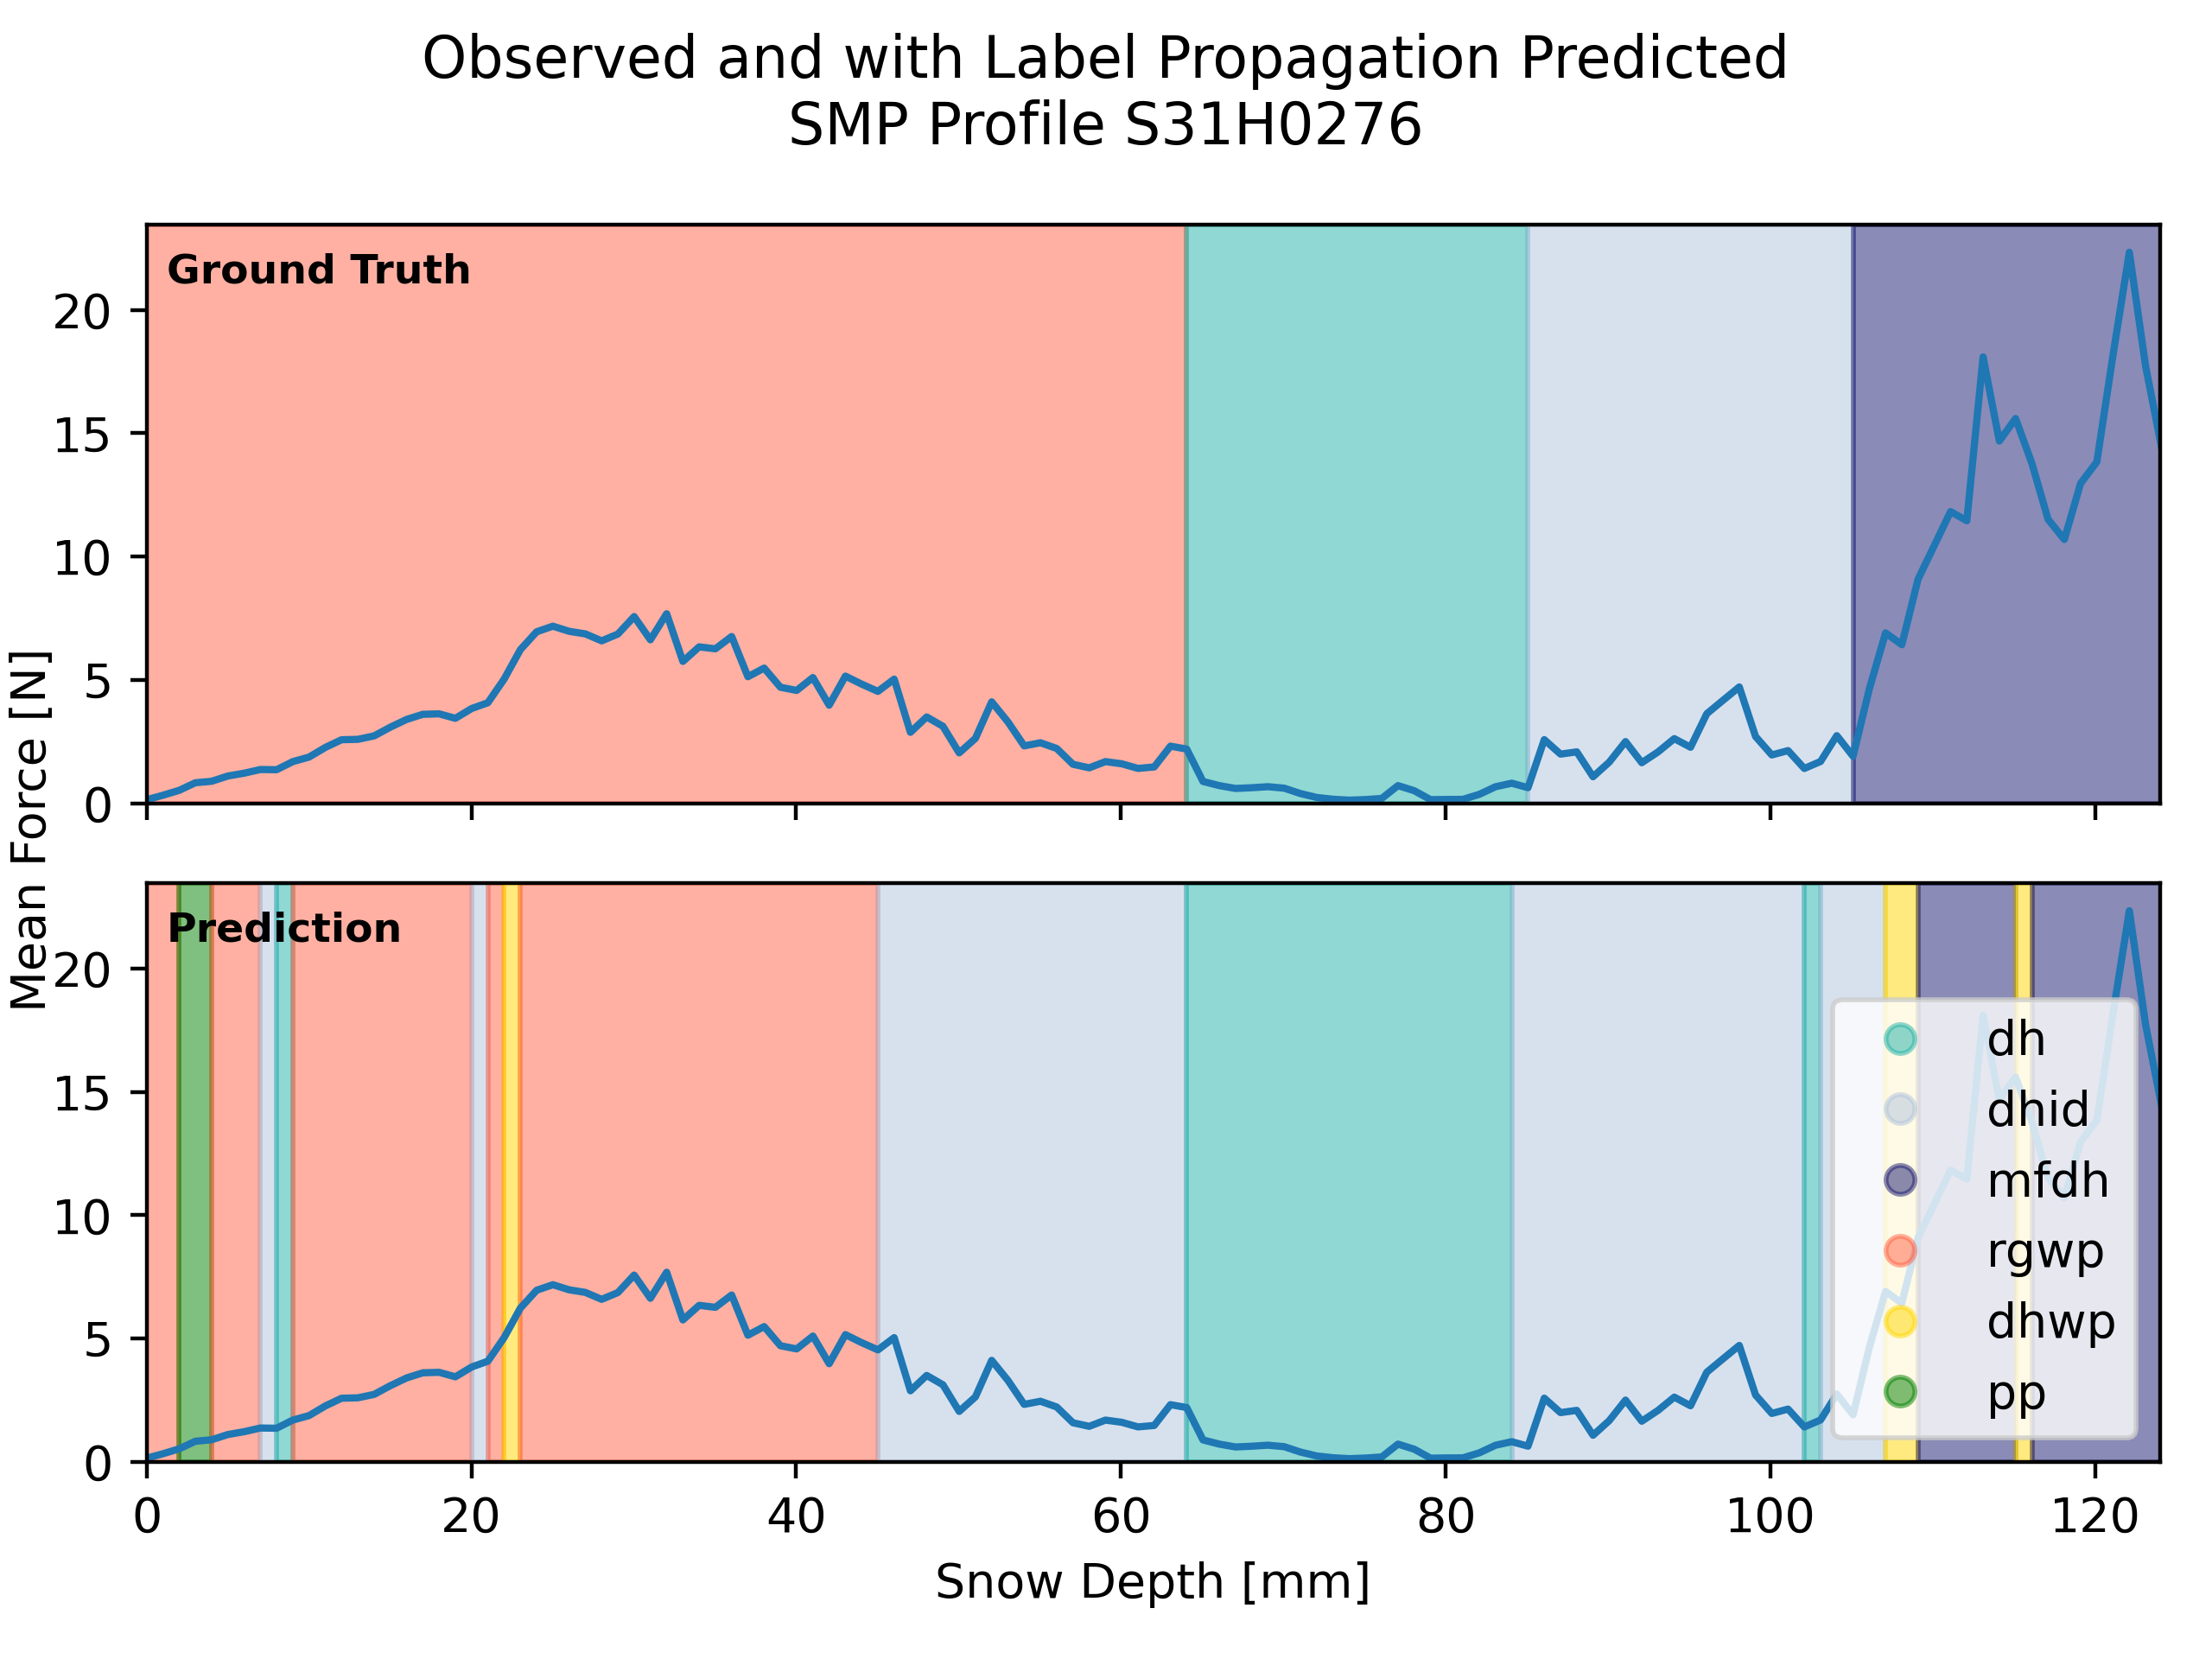 Observed and with Label Propagation Predicted
SMP Profile S31H0276
Ground Truth
20
15
10
5
0
Mean Force [N]
Prediction
20
15
10
5
0
dh
dhid
mfdh
rgwp
dhwp
pp
0 20 40 60 80 100 120
Snow Depth [mm]